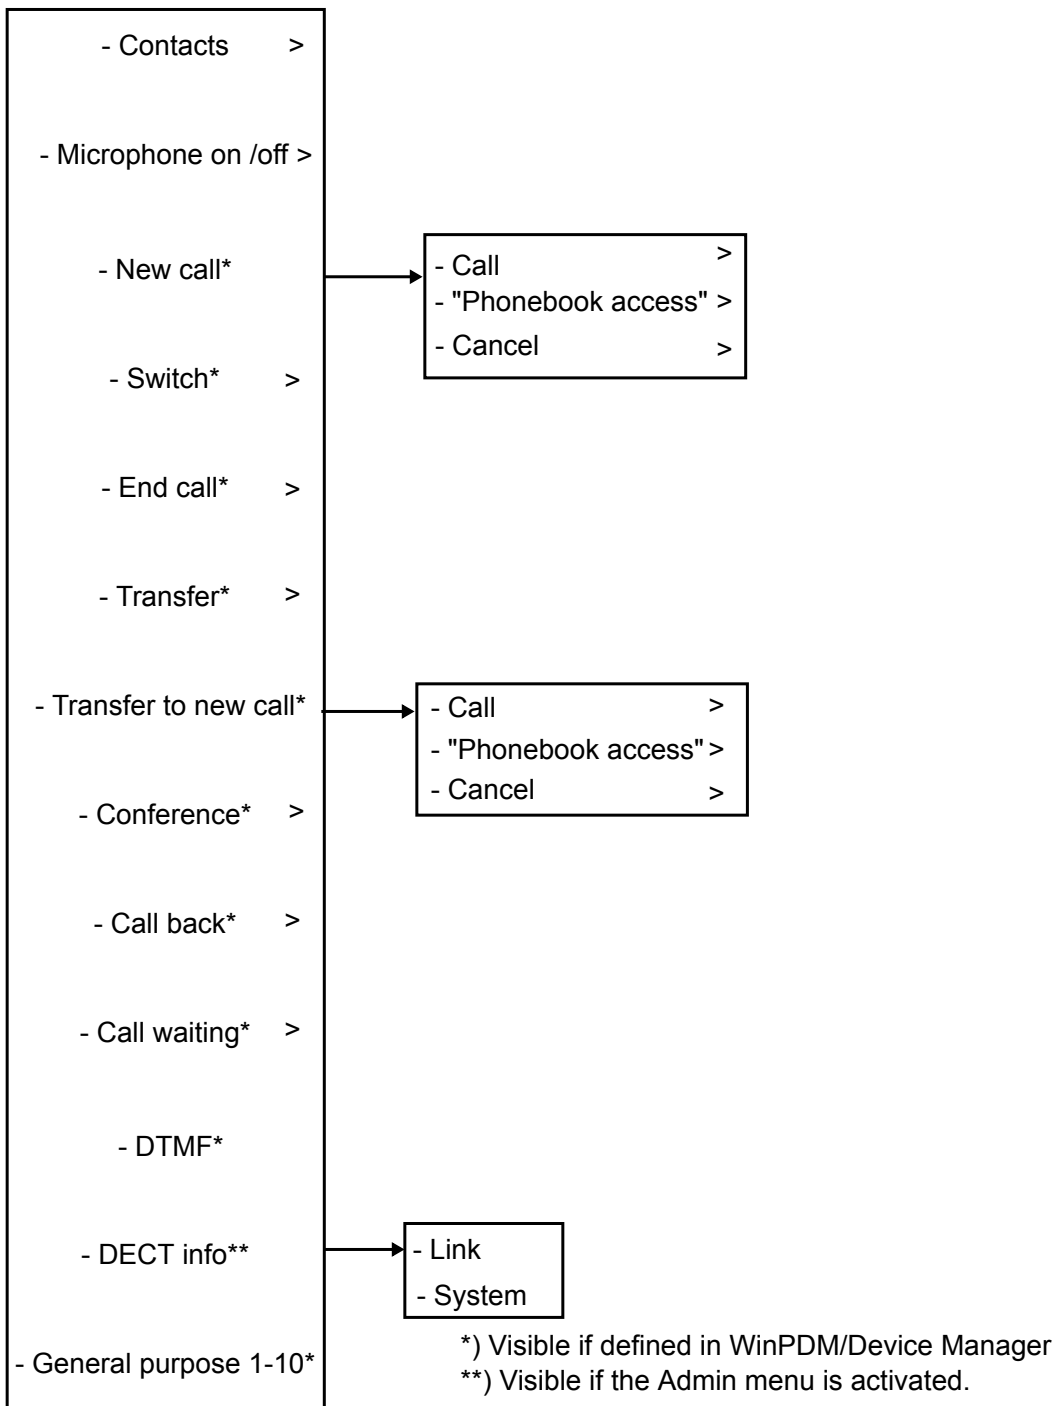 - Contacts >
- Microphone on /off >
- New call*
- Call >
- "Phonebook access" >
- Cancel >
- Switch* >
- End call* >
- Transfer* >
- Transfer to new call*
- Call >
- "Phonebook access" >
- Cancel >
- Conference* >
- Call back* >
- Call waiting* >
- DTMF*
- DECT info**
- Link
- System
- General purpose 1-10*
*) Visible if defined in WinPDM/Device Manager
**) Visible if the Admin menu is activated.